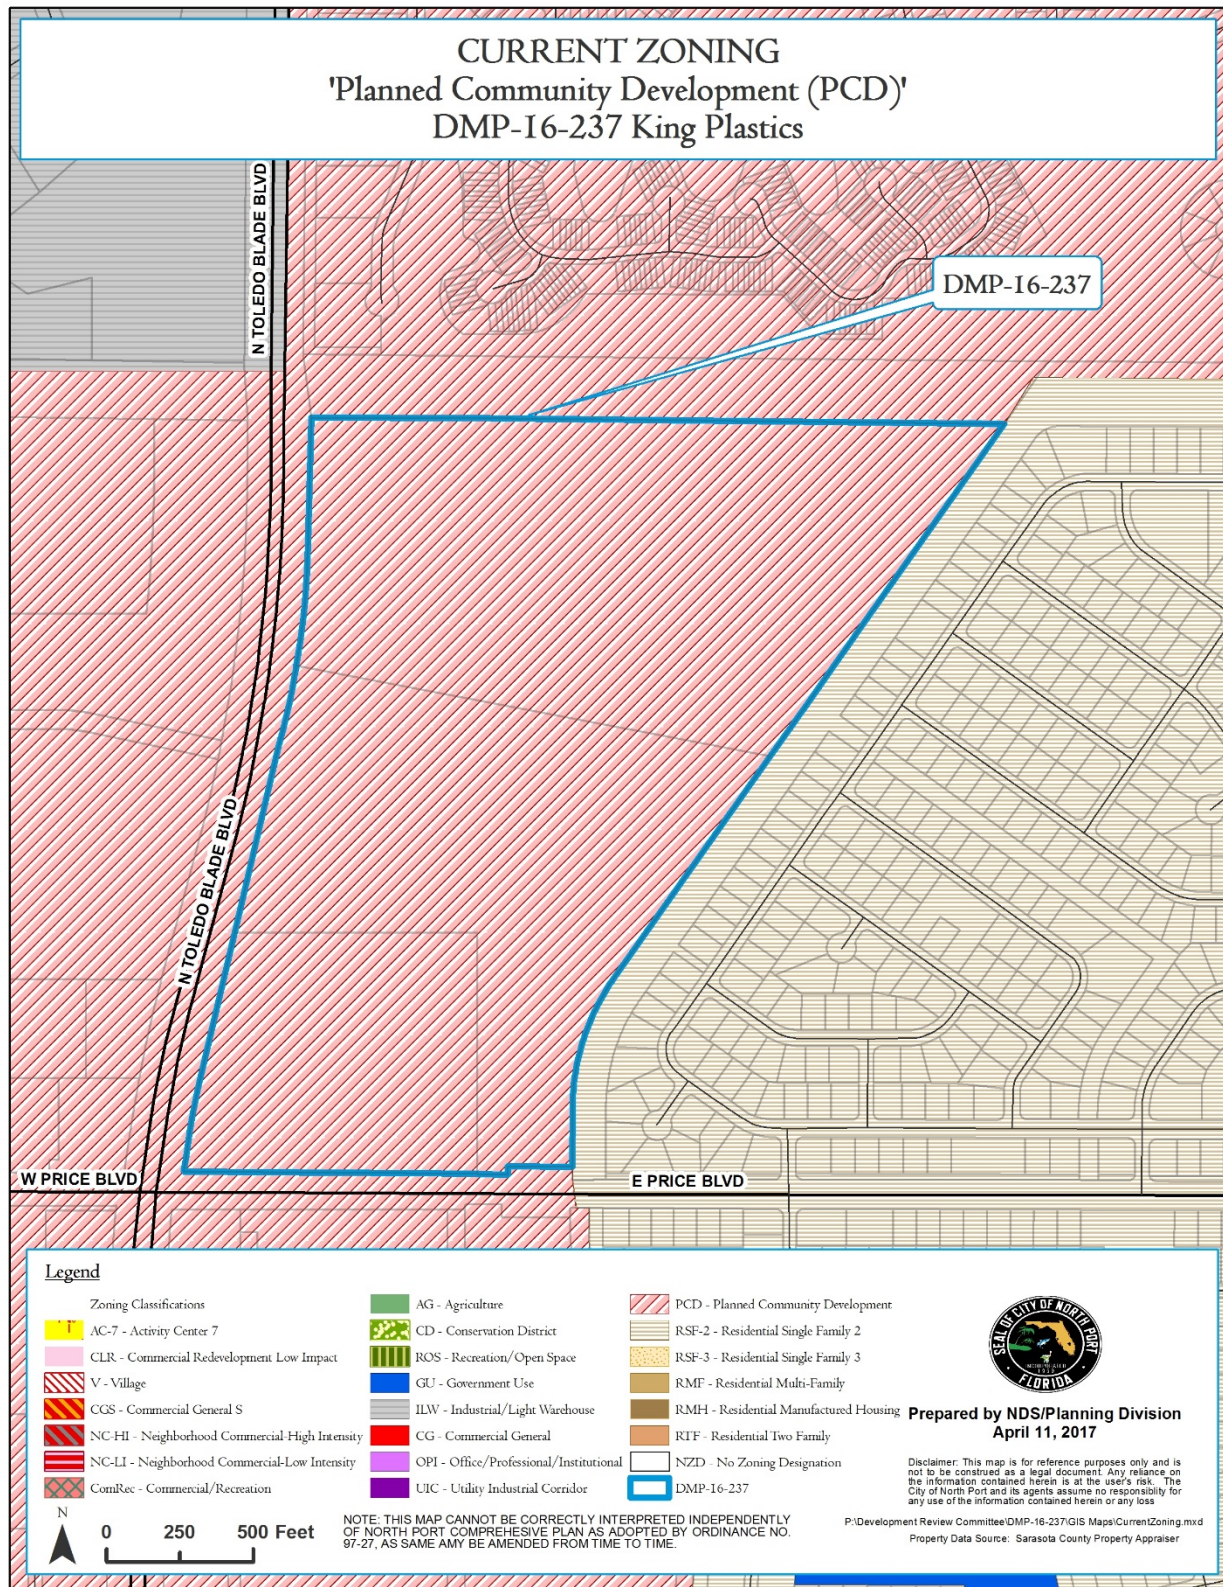 CURRENT ZONING
'Planned Community Development (PCD)'
DMP-16-237 King Plastics
N TOLEDO BLADE BLVD
DMP-16-237
N TOLEDO BLADE BLVD
W PRICE BLVD
E PRICE BLVD
Legend
Zoning Classifications
AC-7 - Activity Center 7
CLR - Commercial Redevelopment Low Impact
V - Village
CGS - Commercial General S
NC-HI - Neighborhood Commercial-High Intensity
NC-LI - Neighborhood Commercial-Low Intensity
ComRec - Commercial/Recreation
AG - Agriculture
CD - Conservation District
ROS - Recreation/Open Space
GU - Government Use
ILW - Industrial/Light Warehouse
CG - Commercial General
OPI - Office/Professional/Institutional
UIC - Utility Industrial Corridor
PCD - Planned Community Development
RSF-2 - Residential Single Family 2
RSF-3 - Residential Single Family 3
RMF - Residential Multi-Family
RMH - Residential Manufactured Housing
RTF - Residential Two Family
NZD - No Zoning Designation
DMP-16-237
SEAL OF CITY OF NORTH PORT
FLORIDA
Prepared by NDS/Planning Division
April 11, 2017
Disclaimer: This map is for reference purposes only and is
not to be construed as a legal document. Any reliance on
the information contained herein is at the user's risk. The
City of North Port and its agents assume no responsiblity for
any use of the information contained herein or any loss
P:\Development Review Committee\DMP-16-237\GIS Maps\CurrentZoning.mxd
Property Data Source: Sarasota County Property Appraiser
N
0 250 500 Feet
NOTE: THIS MAP CANNOT BE CORRECTLY INTERPRETED INDEPENDENTLY
OF NORTH PORT COMPREHESIVE PLAN AS ADOPTED BY ORDINANCE NO.
97-27, AS SAME AMY BE AMENDED FROM TIME TO TIME.